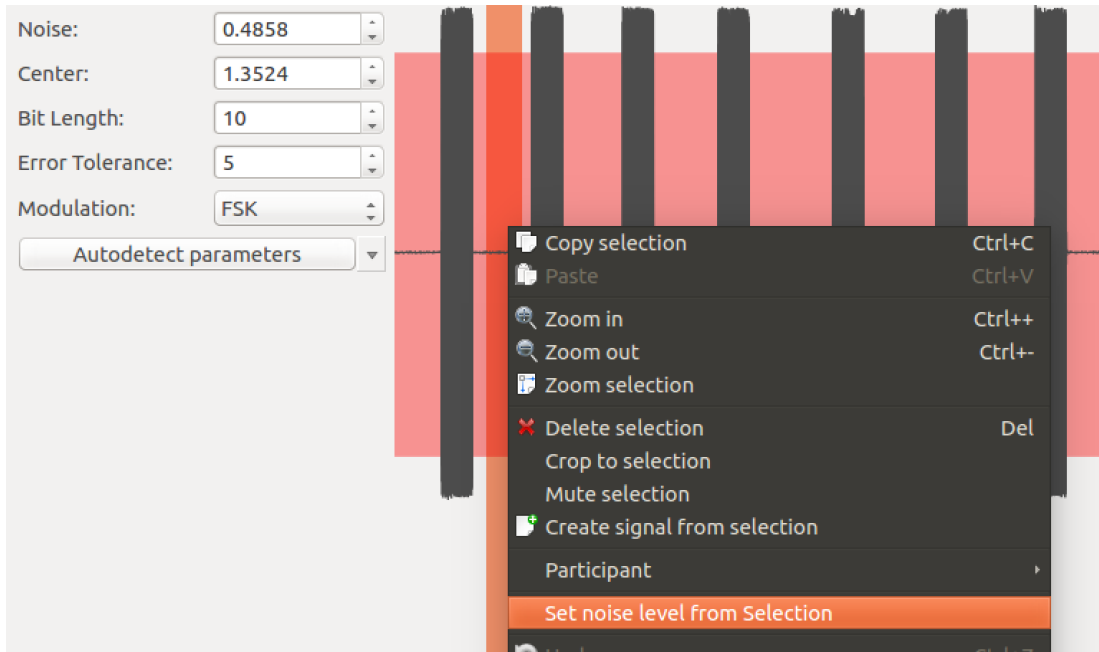 Noise: 0.4858
Center: 1.3524
Bit Length: 10
Error Tolerance: 5
Modulation: FSK
Autodetect parameters
Copy selection Ctrl+C
Paste Ctrl+V
Zoom in Ctrl++
Zoom out Ctrl+-
Zoom selection
Delete selection Del
Crop to selection
Mute selection
Create signal from selection
Participant
Set noise level from Selection